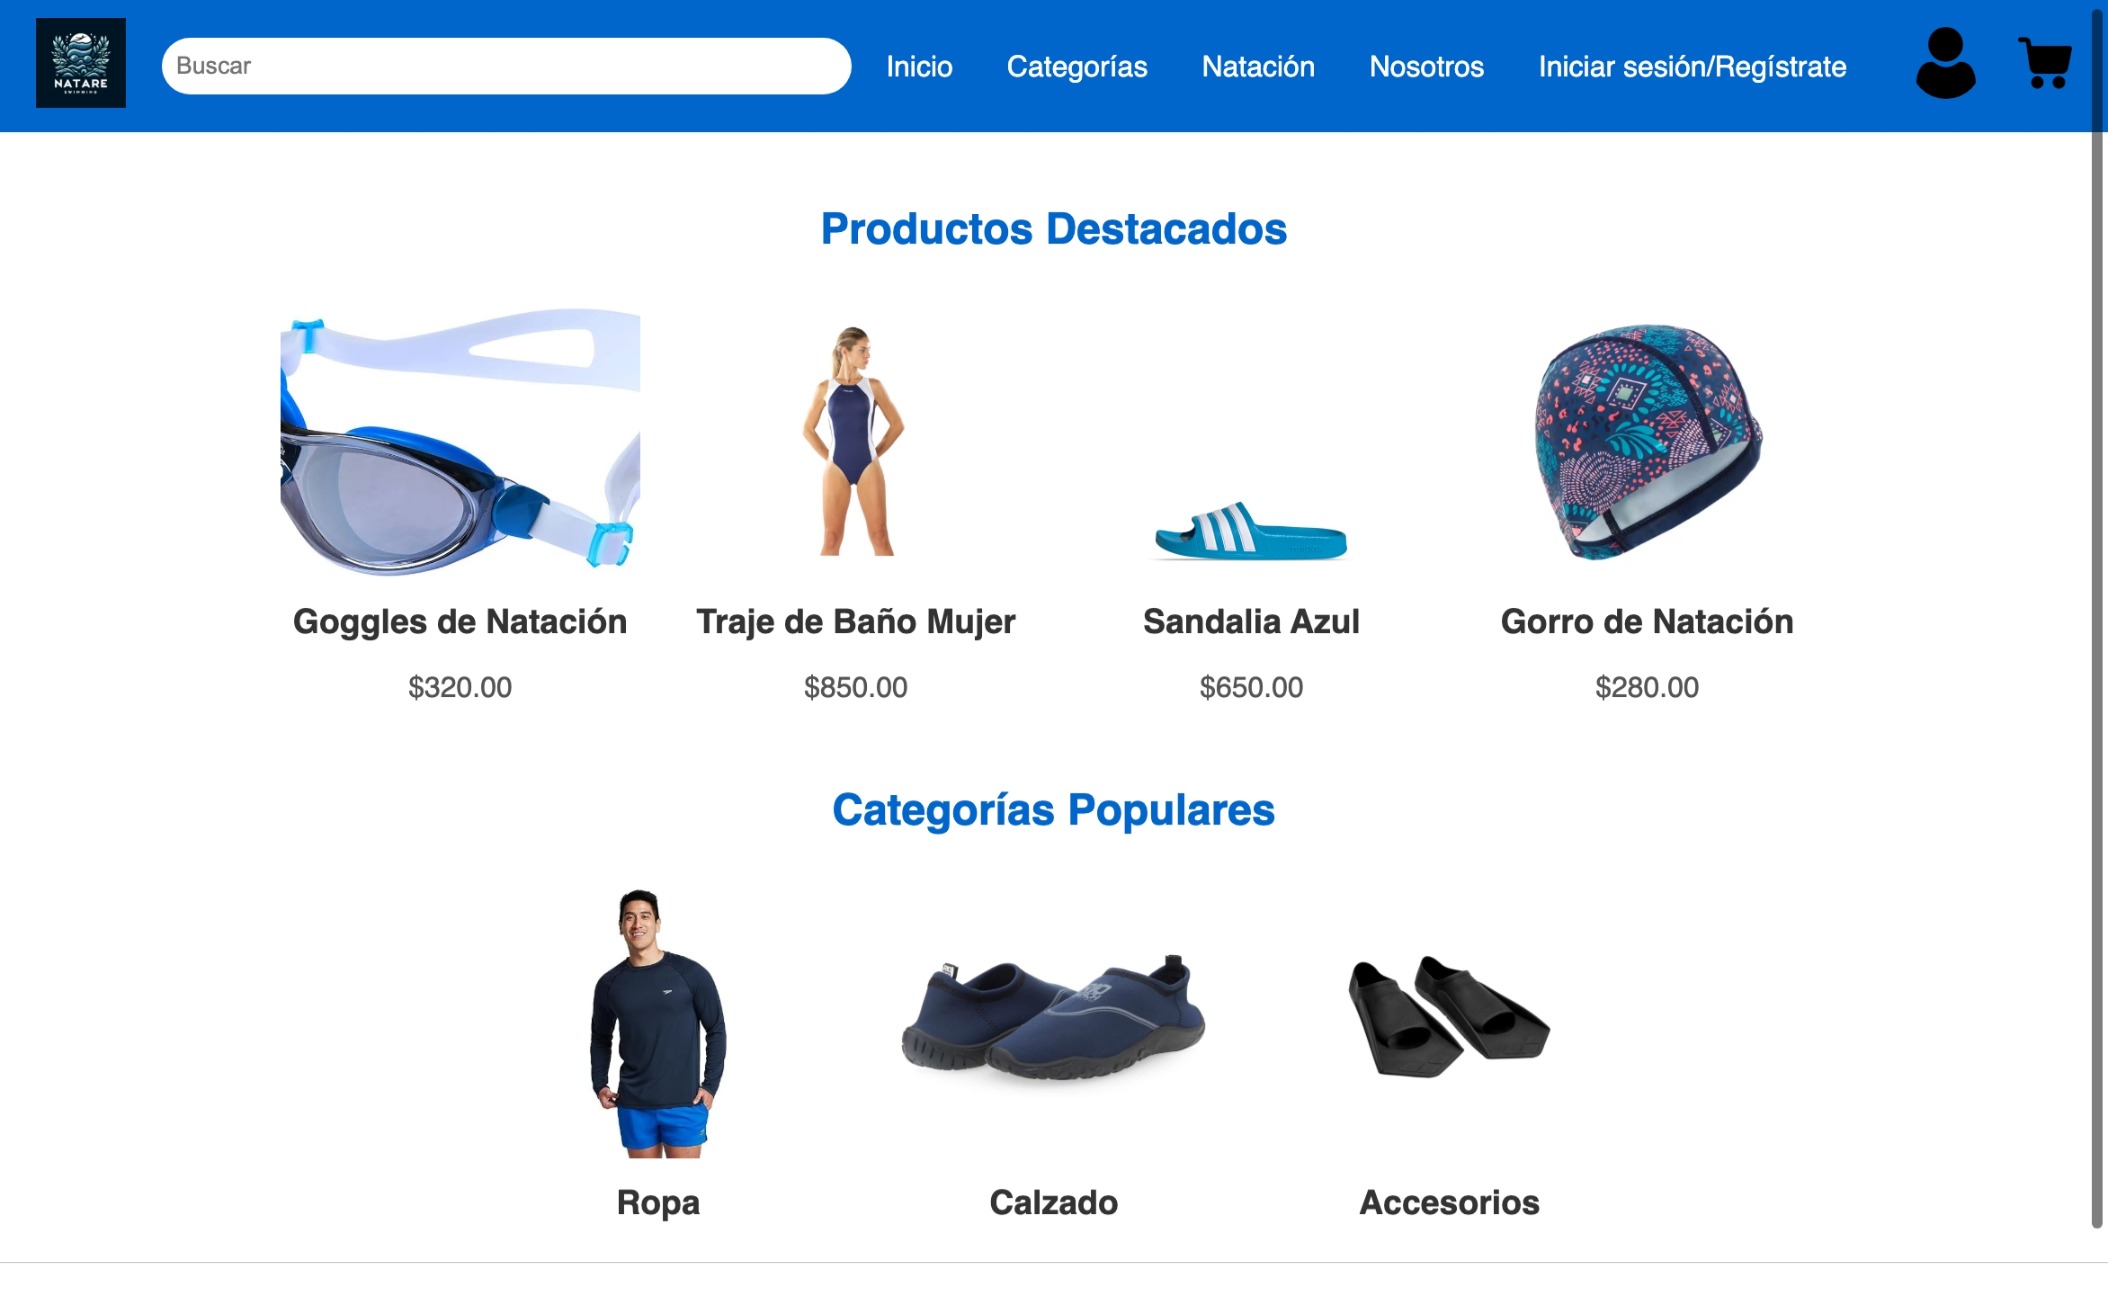 NATARE
SWIMMING
Buscar
Inicio
Categorías
Natación
Nosotros
Iniciar sesión/Regístrate
Productos Destacados
Goggles de Natación
Traje de Baño Mujer
Sandalia Azul
Gorro de Natación
$320.00
$850.00
$650.00
$280.00
Categorías Populares
Ropa
Calzado
Accesorios